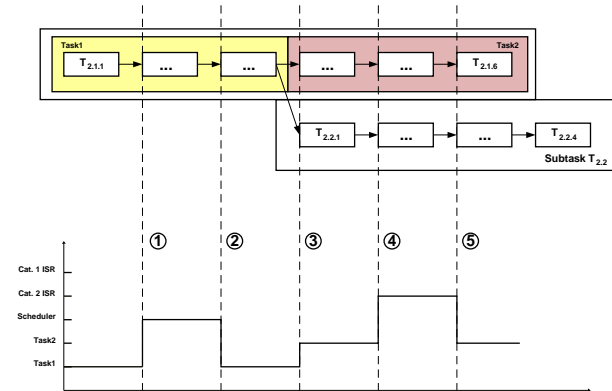 Task1
Task2
T2.1.1
...
...
...
...
T2.1.6
T2.2.1
...
...
T2.2.4
Subtask T2.2
① ② ③ ④ ⑤
Cat. 1 ISR
Cat. 2 ISR
Scheduler
Task2
Task1